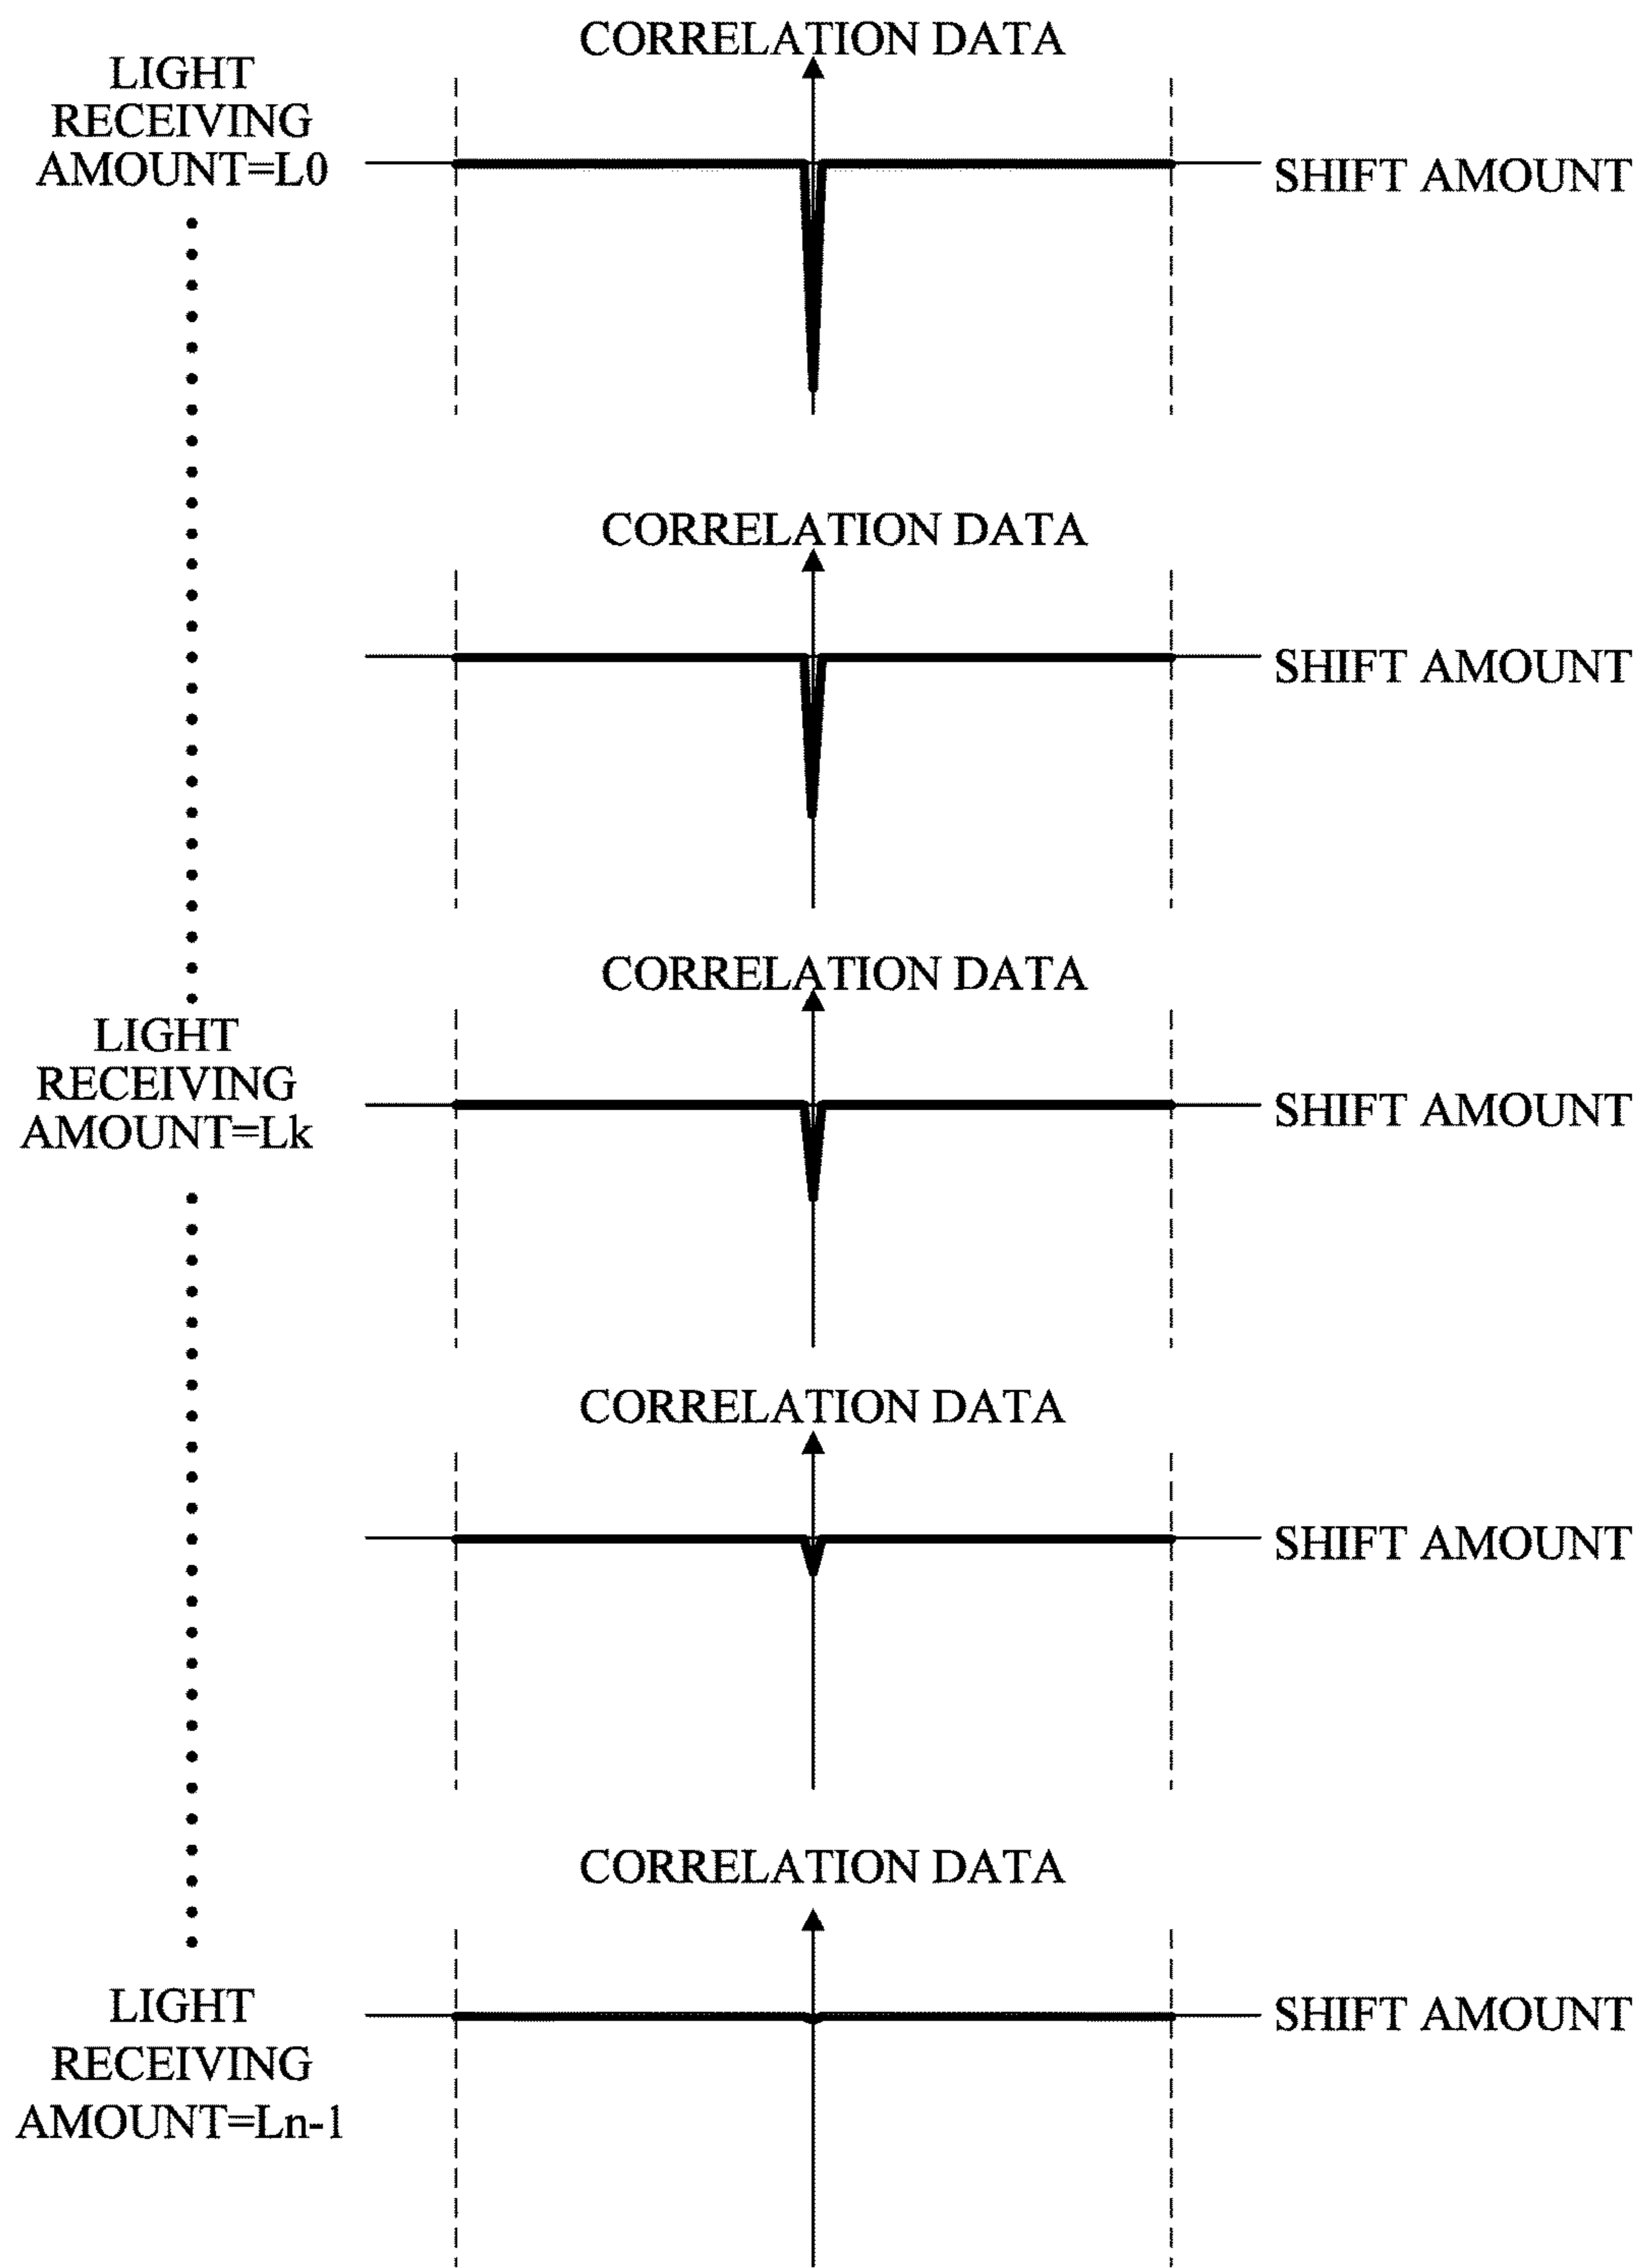 CORRELATION DATA
LIGHT
RECEIVING
AMOUNT=L0
SHIFT AMOUNT
CORRELATION DATA
SHIFT AMOUNT
CORRELATION DATA
LIGHT
RECEIVING
AMOUNT=Lk
SHIFT AMOUNT
CORRELATION DATA
SHIFT AMOUNT
CORRELATION DATA
LIGHT
RECEIVING
AMOUNT=Ln-1
SHIFT AMOUNT